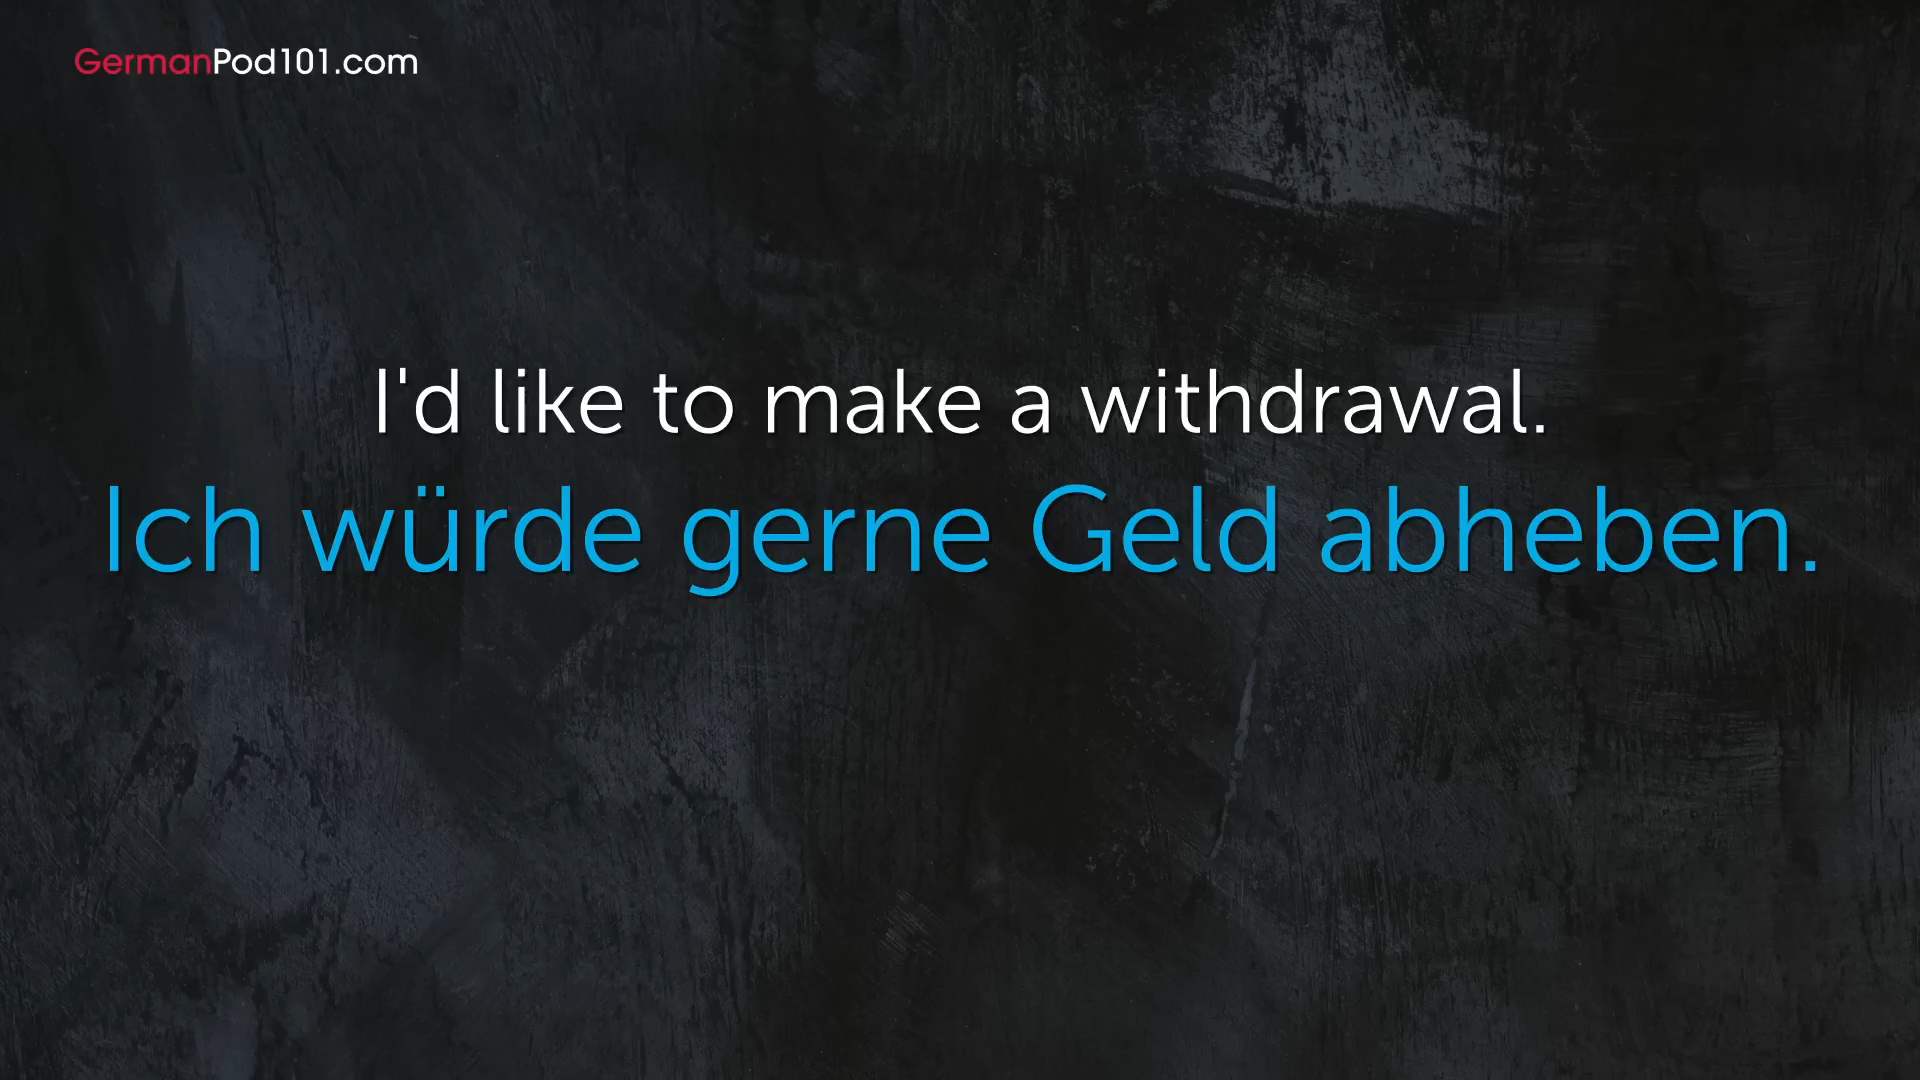 GermanPod101.com
I'd like to make a withdrawal.
Ich würde gerne Geld abheben.